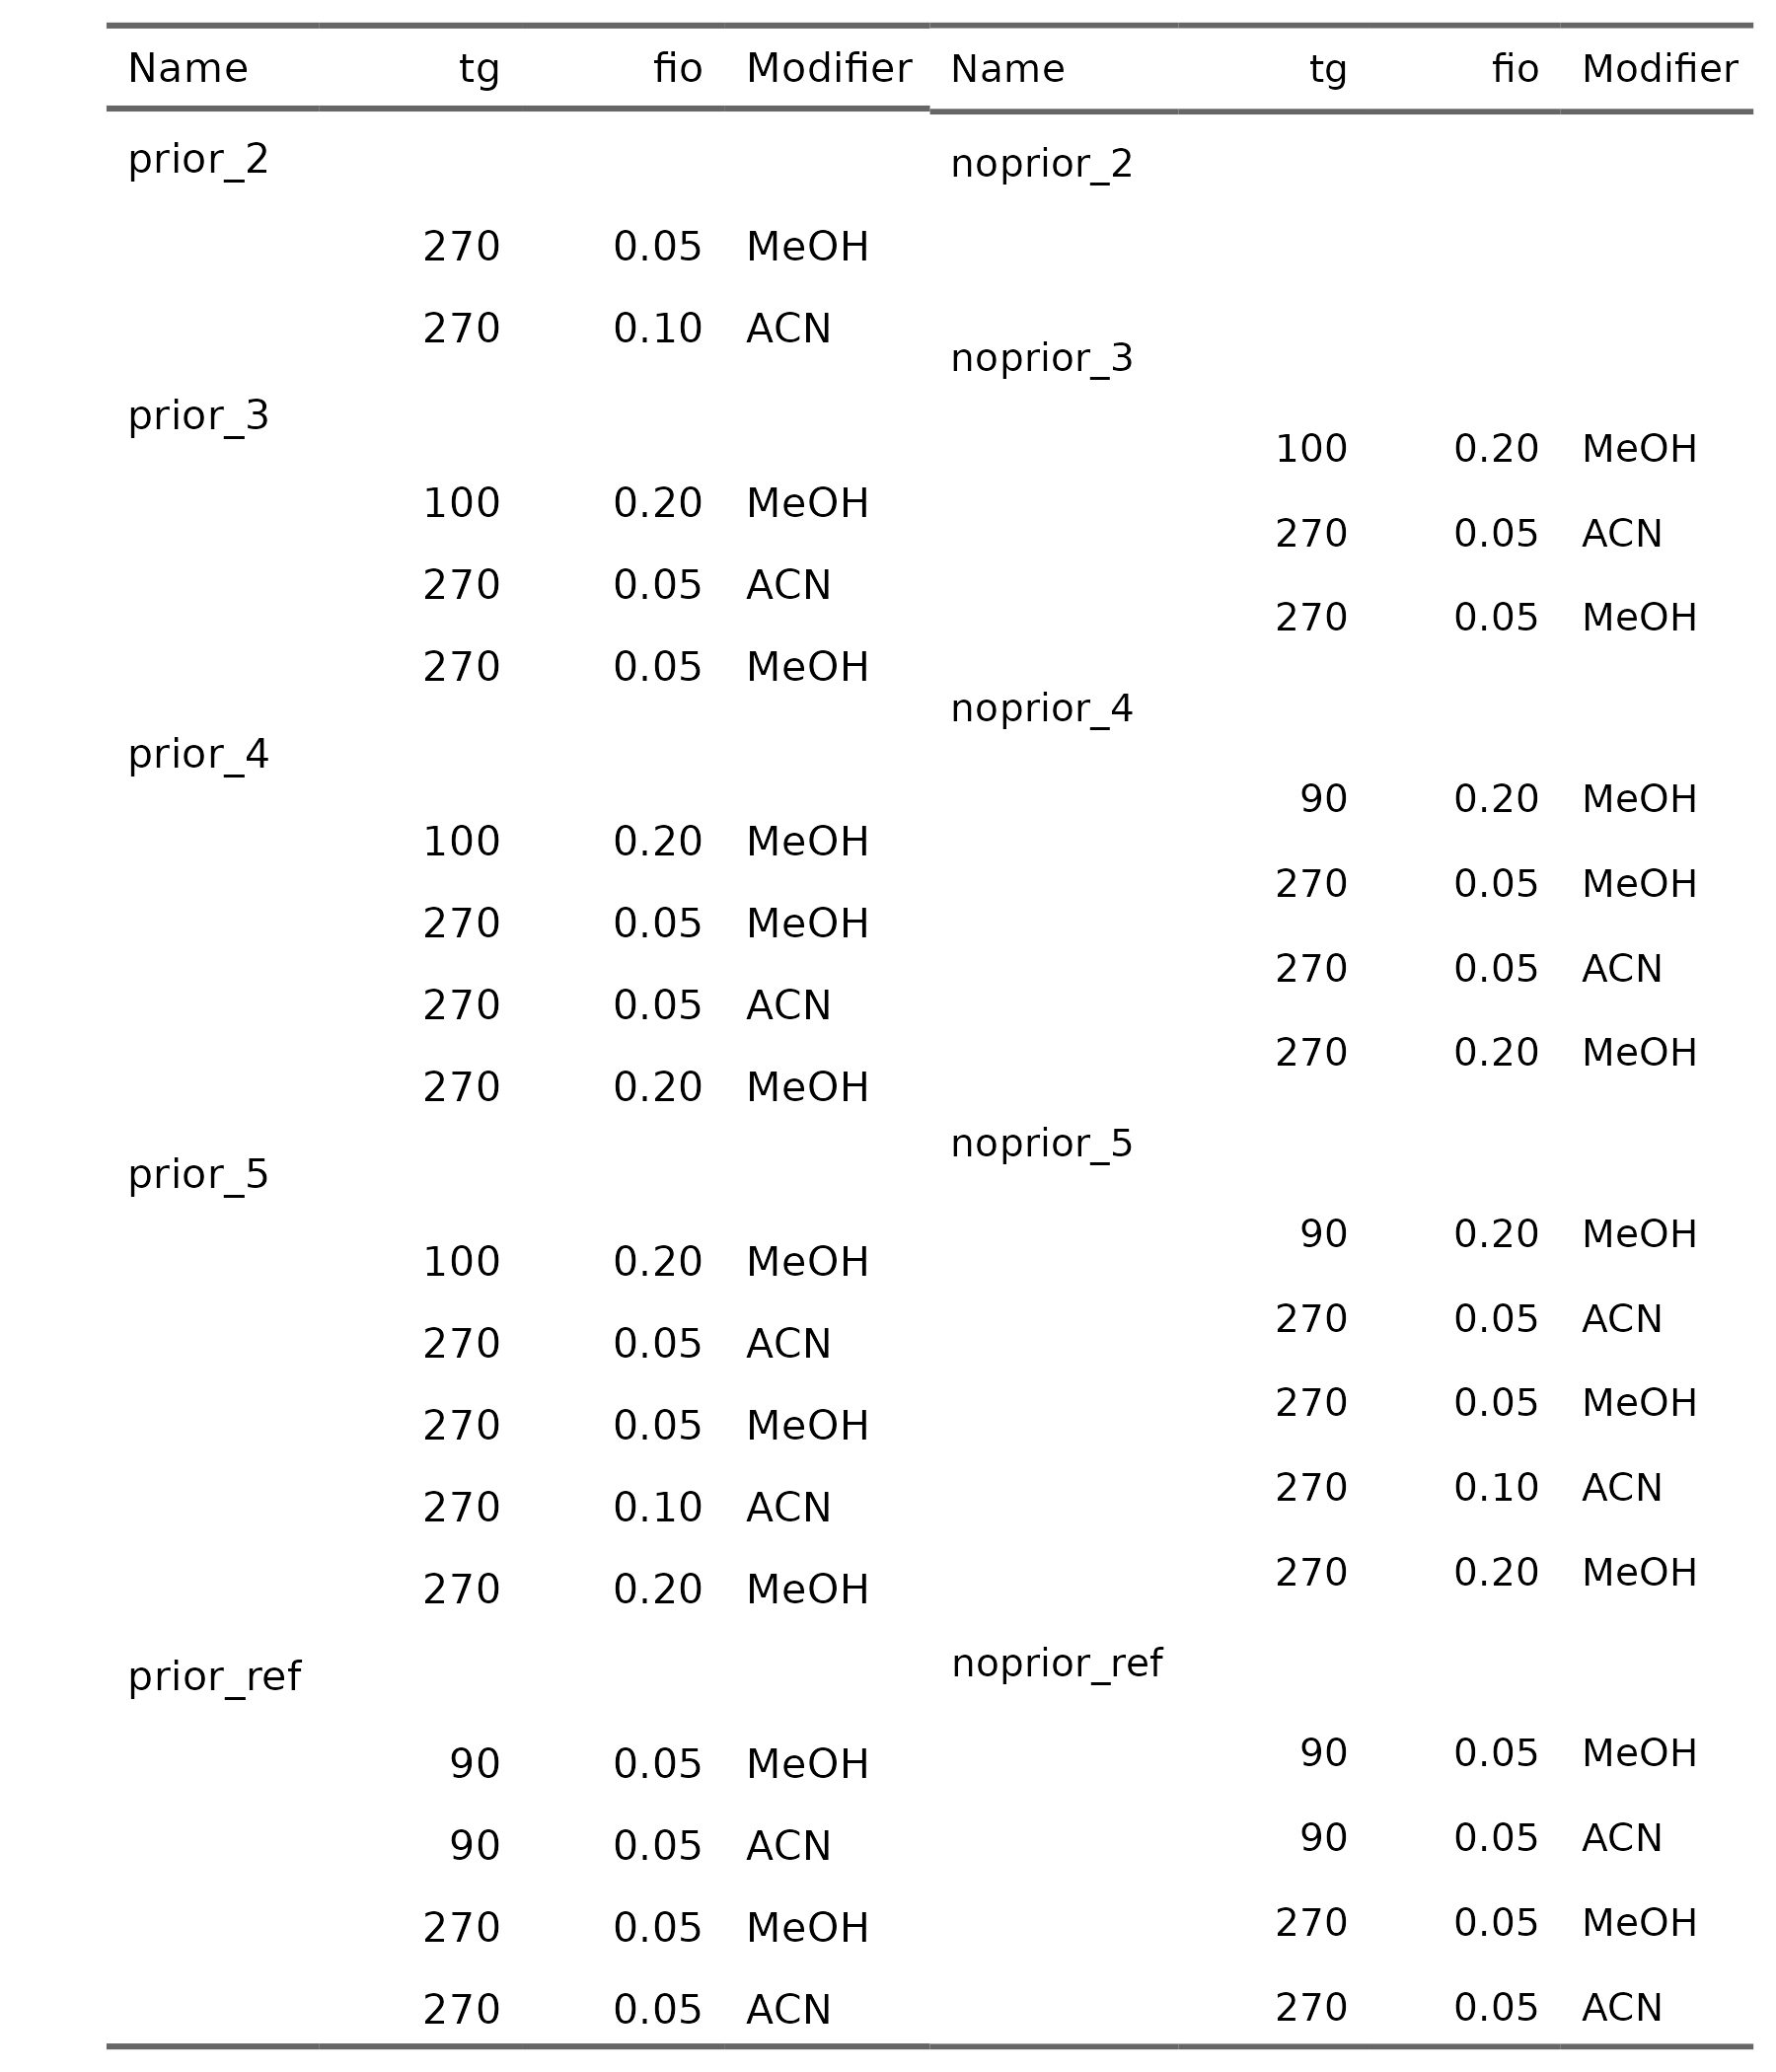 Name tg fio Modifier
prior_2
270 0.05 MeOH
270 0.10 ACN
prior_3
100 0.20 MeOH
270 0.05 ACN
270 0.05 MeOH
prior_4
100 0.20 MeOH
270 0.05 MeOH
270 0.05 ACN
270 0.20 MeOH
prior_5
100 0.20 MeOH
270 0.05 ACN
270 0.05 MeOH
270 0.10 ACN
270 0.20 MeOH
prior_ref
90 0.05 MeOH
90 0.05 ACN
270 0.05 MeOH
270 0.05 ACN
Name tg fio Modifier
noprior_2
noprior_3
100 0.20 MeOH
270 0.05 ACN
270 0.05 MeOH
noprior_4
90 0.20 MeOH
270 0.05 MeOH
270 0.05 ACN
270 0.20 MeOH
noprior_5
90 0.20 MeOH
270 0.05 ACN
270 0.05 MeOH
270 0.10 ACN
270 0.20 MeOH
noprior_ref
90 0.05 MeOH
90 0.05 ACN
270 0.05 MeOH
270 0.05 ACN